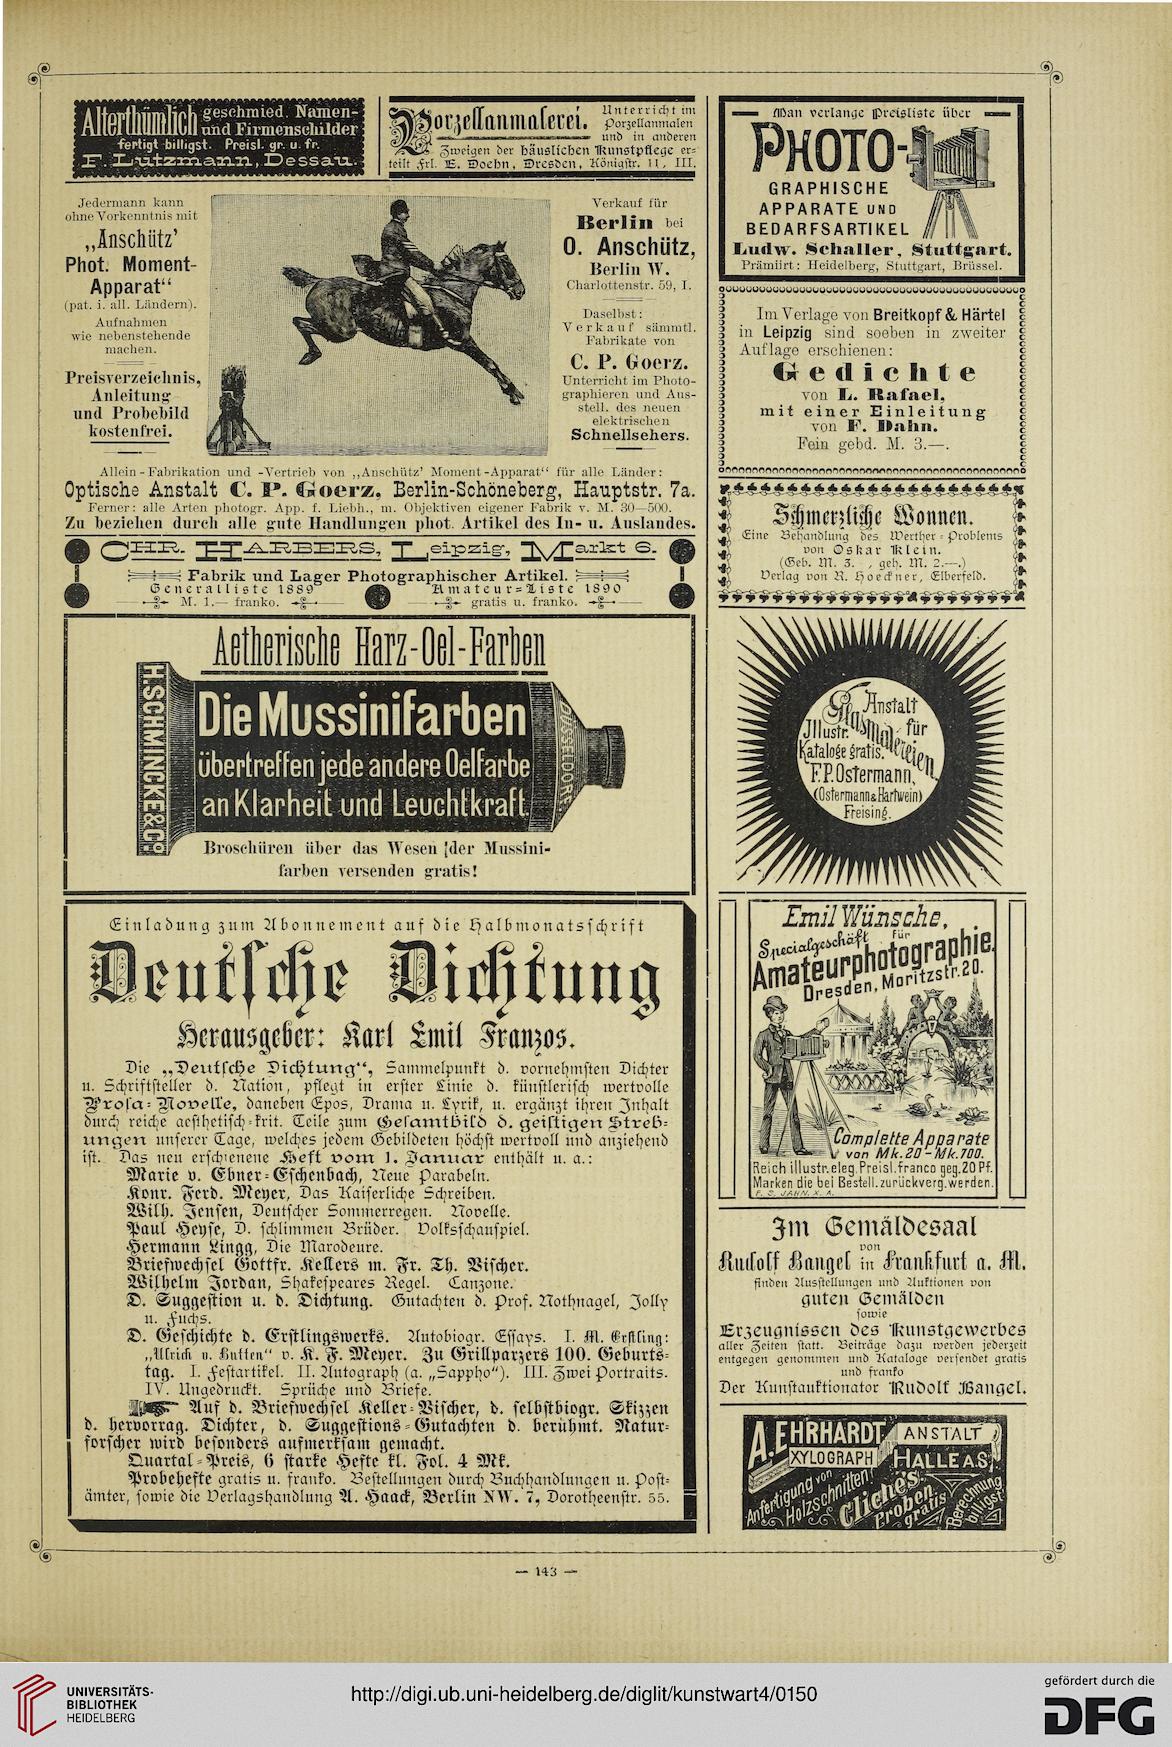 Alterthümlich geschmied. Namen-
und Firmenschilder
fertigt billigst. Preisl. gr. u. fr.
F. Lutzmann, Dessau.
Porzellanmalerei.
Unterricht im
Porzellanmalen
und in anderen
Zweigen der häuslichen Kunstpflege er-
teilt Frl. E. Doehn, Dresden, Königstr. 11, III.
Jedermann kann
ohne Vorkenntnis mit
„Anschütz'
Phot. Moment-
Apparat“
(pat. i. all. Ländern).
Aufnahmen
wie nebenstehende
machen.
Preisverzeichnis,
Anleitung
und Probebild
kostenfrei.
Verkauf für
Berlin bei
O. Anschütz,
Berlin W.
Charlottenstr. 59, I.
Daselbst:
Verkauf sämmtl.
Fabrikate von
C. P. Goerz.
Unterricht im Photo-
graphieren und Aus-
stell. des neuen
elektrischen
Schnellsehers.
Allein-Fabrikation und -Vertrieb von „Anschütz' Moment-Apparat“ für alle Länder:
Optische Anstalt C. P. Goerz, Berlin-Schöneberg, Hauptstr. 7a.
Ferner: alle Arten photogr. App. f. Liebh., m. Objektiven eigener Fabrik v. M. 30—500.
Zu beziehen durch alle gute Handlungen phot. Artikel des In- u. Auslandes.
CHR. HARBERS, Leipzig, Markt 6.
Fabrik und Lager Photographischer Artikel.
Generalliste 1889 Amateur-Liste 1890
M. 1.— franko. gratis u. franko.
Aetherische Harz-Oel-Farben
H. SCHMINCKE & Co.
Die Mussinifarben
übertreffen jede andere Oelfarbe
an Klarheit und Leuchtkraft.
DÜSSELDORF.
Broschüren über das Wesen der Mussini-
farben versenden gratis!
Einladung zum Abonnement auf die Halbmonatsschrift
Deutsche Dichtung
Herausgeber: Karl Emil Franzos.
Die „Deutsche Dichtung“, Sammelpunkt d. vornehmsten Dichter
u. Schriftsteller d. Nation, pflegt in erster Linie d. künstlerisch wertvolle
Prosa-Novelle, daneben Epos, Drama u. Lyrik, u. ergänzt ihren Inhalt
durch reiche aesthetisch-krit. Teile zum Gesamtbild d. geistigen Streb-
ungen unserer Tage, welches jedem Gebildeten höchst wertvoll und anziehend
ist. Das neu erschienene Heft vom 1. Januar enthält u. a.:
Marie v. Ebner-Eschenbach, Neue Parabeln.
Konr. Ferd. Meyer, Das Kaiserliche Schreiben.
Wilh. Jensen, Deutscher Sommerregen. Novelle.
Paul Heyse, D. schlimmen Brüder. Volksschauspiel.
Hermann Lingg, Die Marodeure.
Briefwechsel Gottfr. Kellers m. Fr. Th. Vischer.
Wilhelm Jordan, Shakespeares Regel. Canzone.
D. Suggestion u. d. Dichtung. Gutachten d. Prof. Nothnagel, Jolly
u. Fuchs.
D. Geschichte d. Erstlingswerks. Autobiogr. Essays. I. M. Erstling:
„Ulrich v. Hutten“ v. K. F. Meyer. Zu Grillparzers 100. Geburts-
tag. I. Festartikel. II. Autograph (a. „Sappho“). III. Zwei Portraits.
IV. Ungedruckt. Sprüche und Briefe.
Auf d. Briefwechsel Keller-Vischer, d. selbstbiogr. Skizzen
d. hervorrag. Dichter, d. Suggestions-Gutachten d. berühmt. Natur-
forscher wird besonders aufmerksam gemacht.
Quartal-Preis, 6 starke Hefte kl. Fol. 4 Mk.
Probehefte gratis u. franko. Bestellungen durch Buchhandlungen u. Post-
ämter, sowie die Verlagshandlung A. Haack, Berlin NW. 7, Dorotheenstr. 55.
Man verlange Preisliste über
PHOTO-
GRAPHISCHE
APPARATE UND
BEDARFSARTIKEL
Ludw. Schaller, Stuttgart.
Prämiirt: Heidelberg, Stuttgart, Brüssel.
Im Verlage von Breitkopf & Härtel
in Leipzig sind soeben in zweiter
Auflage erschienen:
Gedichte
von L. Rafael,
mit einer Einleitung
von F. Dahn.
Fein gebd. M. 3.—.
Schmerzliche Wonnen.
Eine Behandlung des Werther-Problems
von Oskar Klein.
(Geb. M. 3. , geh. M. 2.—.)
Verlag von R. Hoeckner, Elberfeld.
Anstalt
für
Glasmalereien.
Jllustr.
Kataloge gratis.
F. P. Ostermann,
(Ostermann & Hartwein)
Freising.
Emil Wünsche,
Specialgeschäft für
Amateurphotographie.
Dresden, Moritzstr. 20.
Complette Apparate
von Mk. 20 - Mk. 700.
Reich illustr. eleg. Preisl. franco geg. 20 Pf.
Marken die bei Bestell. zurückverg. werden.
F. S. JAHN. X. A.
Im Gemäldesaal
von
Rudolf Bangel in Frankfurt a. M.
finden Ausstellungen und Auktionen von
guten Gemälden
sowie
Erzeugnissen des Kunstgewerbes
aller Zeiten statt. Beiträge dazu werden jederzeit
entgegen genommen und Kataloge versendet gratis
und franko
Der Kunstauktionator Rudolf Bangel.
A. EHRHARDT
XYLOGRAPH
ANSTALT
HALLE A/S
Anfertigung von
Holzschnitten
Clichés
Proben
gratis
Berechnung
billigst
— 143 —
UNIVERSITÄTS-
BIBLIOTHEK
HEIDELBERG
http://digi.ub.uni-heidelberg.de/diglit/kunstwart4/0150
gefördert durch die
DFG